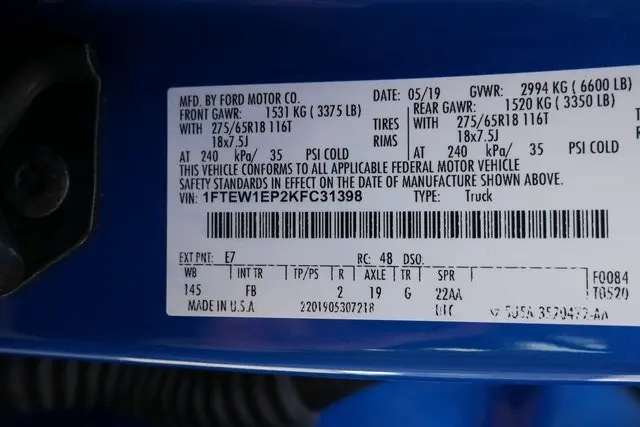 MFD. BY FORD MOTOR CO. DATE: 05/19 GVWR: 2994 KG ( 6600 LB)
FRONT GAWR: 1531 KG ( 3375 LB) REAR GAWR: 1520 KG ( 3350 LB)
WITH 275/65R18 116T TIRES WITH 275/65R18 116T
18x7.5J RIMS 18x7.5J
AT 240 kPa/ 35 PSI COLD AT 240 kPa/ 35 PSI COLD
THIS VEHICLE CONFORMS TO ALL APPLICABLE FEDERAL MOTOR VEHICLE
SAFETY STANDARDS IN EFFECT ON THE DATE OF MANUFACTURE SHOWN ABOVE.
VIN: 1FTEW1EP2KFC31398 TYPE: Truck
EXT PNT: E7 RC: 48 DSO:
WB INT TR TP/PS R AXLE TR SPR F0084
145 FB 2 19 G 22AA T0520
MADE IN U.S.A 2201905307218 UTC